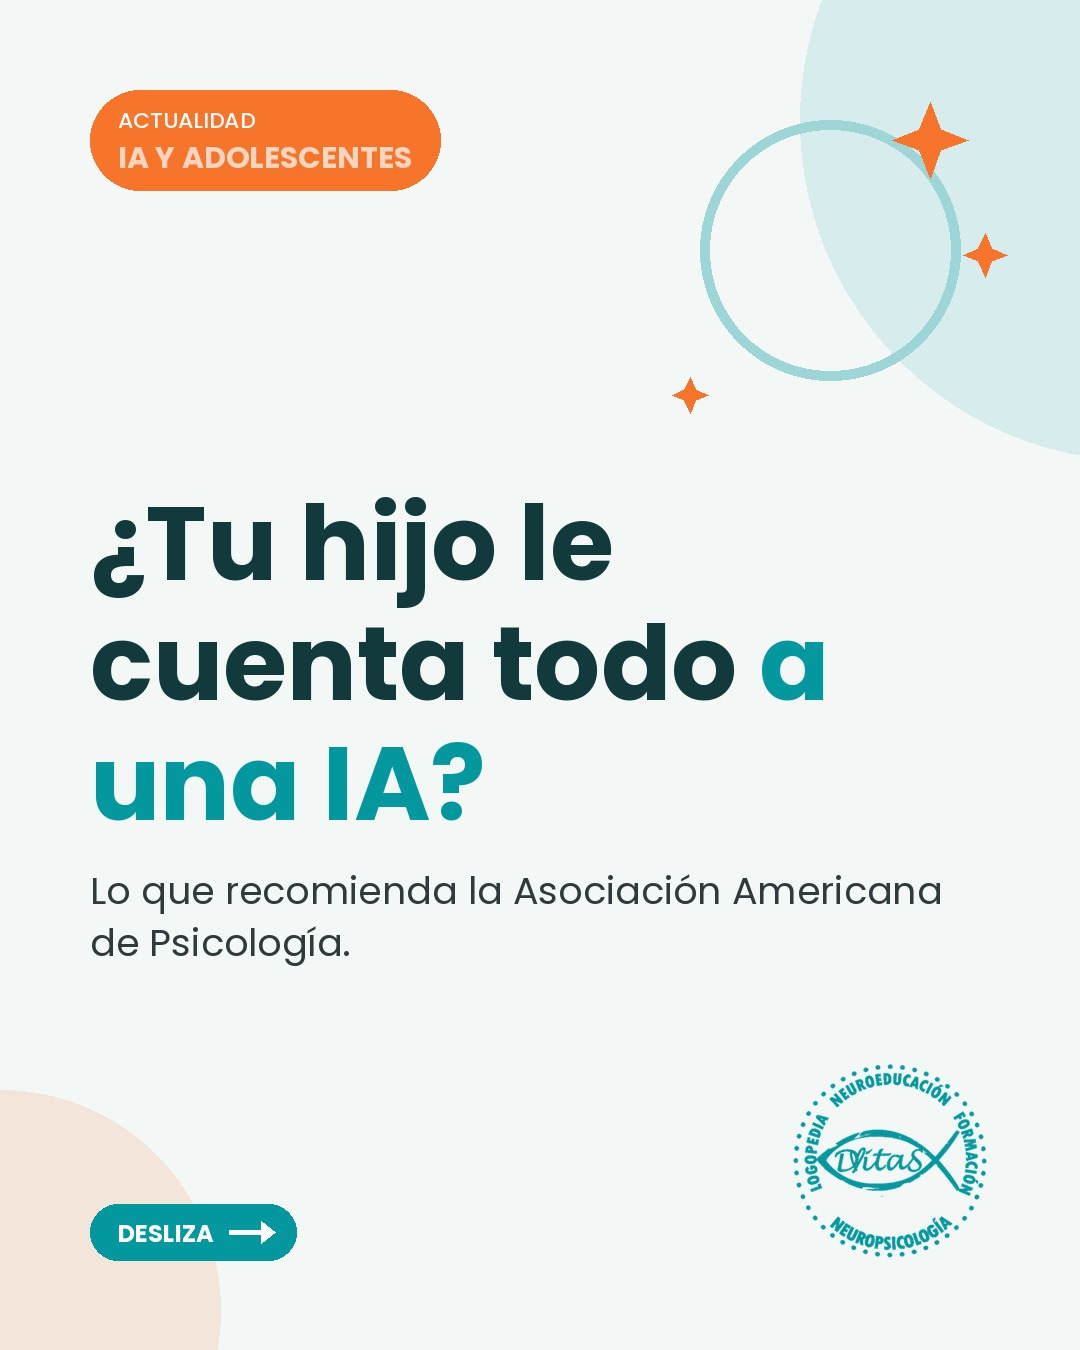 ACTUALIDAD
IA Y ADOLESCENTES
¿Tu hijo le
cuenta todo a
una IA?
Lo que recomienda la Asociación Americana
de Psicología.
DESLIZA
LOGOPEDIA NEUROEDUCACIÓN FORMACIÓN
NEUROPSICOLOGÍA